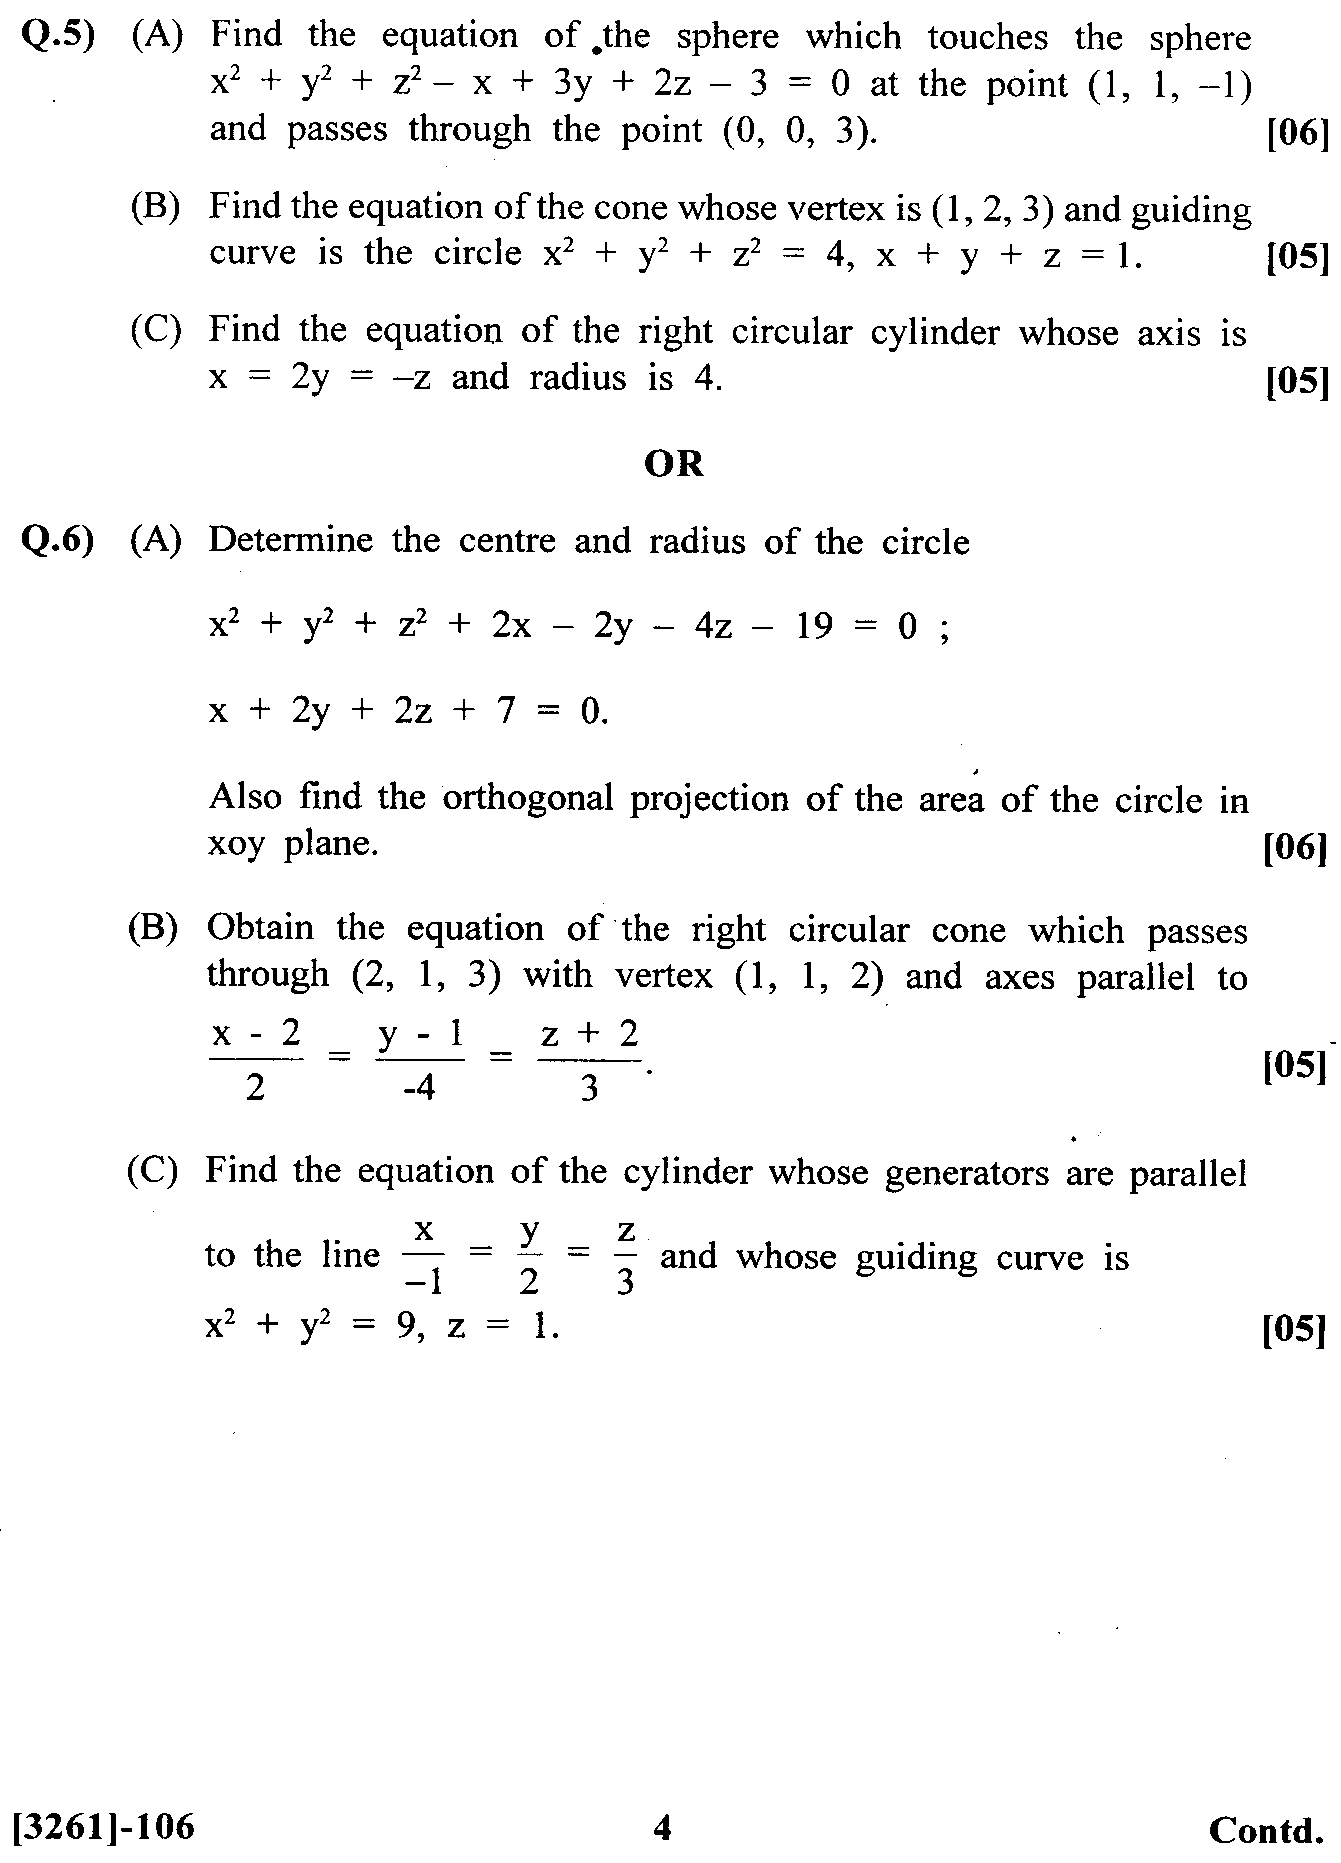 Q.5) (A) Find the equation of the sphere which touches the sphere
x² + y² + z² – x + 3y + 2z – 3 = 0 at the point (1, 1, –1)
and passes through the point (0, 0, 3). [06]
(B) Find the equation of the cone whose vertex is (1, 2, 3) and guiding
curve is the circle x² + y² + z² = 4, x + y + z = 1. [05]
(C) Find the equation of the right circular cylinder whose axis is
x = 2y = –z and radius is 4. [05]
OR
Q.6) (A) Determine the centre and radius of the circle
x² + y² + z² + 2x – 2y – 4z – 19 = 0 ;
x + 2y + 2z + 7 = 0.
Also find the orthogonal projection of the area of the circle in
xoy plane. [06]
(B) Obtain the equation of the right circular cone which passes
through (2, 1, 3) with vertex (1, 1, 2) and axes parallel to
(x - 2)/2 = (y - 1)/-4 = (z + 2)/3. [05]
(C) Find the equation of the cylinder whose generators are parallel
to the line x/–1 = y/2 = z/3 and whose guiding curve is
x² + y² = 9, z = 1. [05]
[3261]-106 4 Contd.